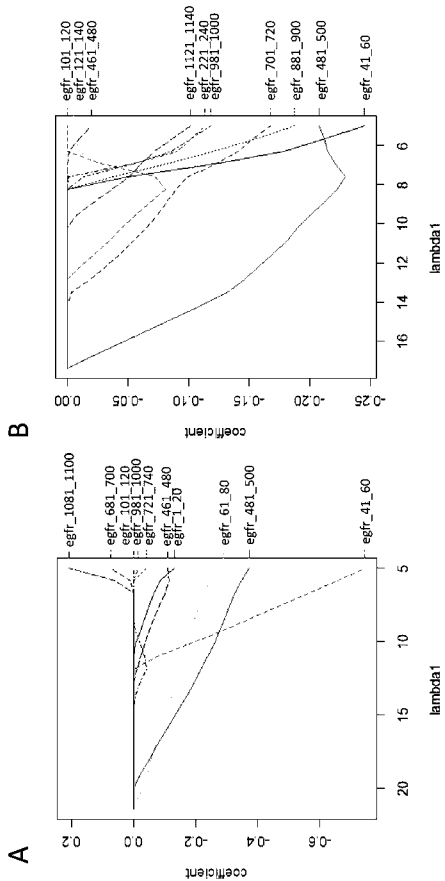 A
0.2
0.0
-0.2
-0.4
-0.6
coefficient
20
15
10
5
lambda1
egfr_1081_1100
egfr_681_700
egfr_101_120
egfr_981_1000
egfr_721_740
egfr_461_480
egfr_1_20
egfr_61_80
egfr_481_500
egfr_41_60
B
0.00
-0.05
-0.10
-0.15
-0.20
-0.25
coefficient
16
14
12
10
8
6
lambda1
egfr_101_120
egfr_121_140
egfr_461_480
egfr_1121_1140
egfr_221_240
egfr_981_1000
egfr_701_720
egfr_881_900
egfr_481_500
egfr_41_60